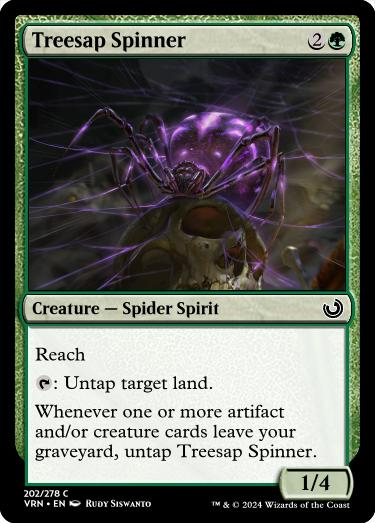 Treesap Spinner 2
Creature — Spider Spirit
Reach
: Untap target land.
Whenever one or more artifact
and/or creature cards leave your
graveyard, untap Treesap Spinner.
1/4
202/278 C
VRN • EN Rudy Siswanto
™ & © 2024 Wizards of the Coast